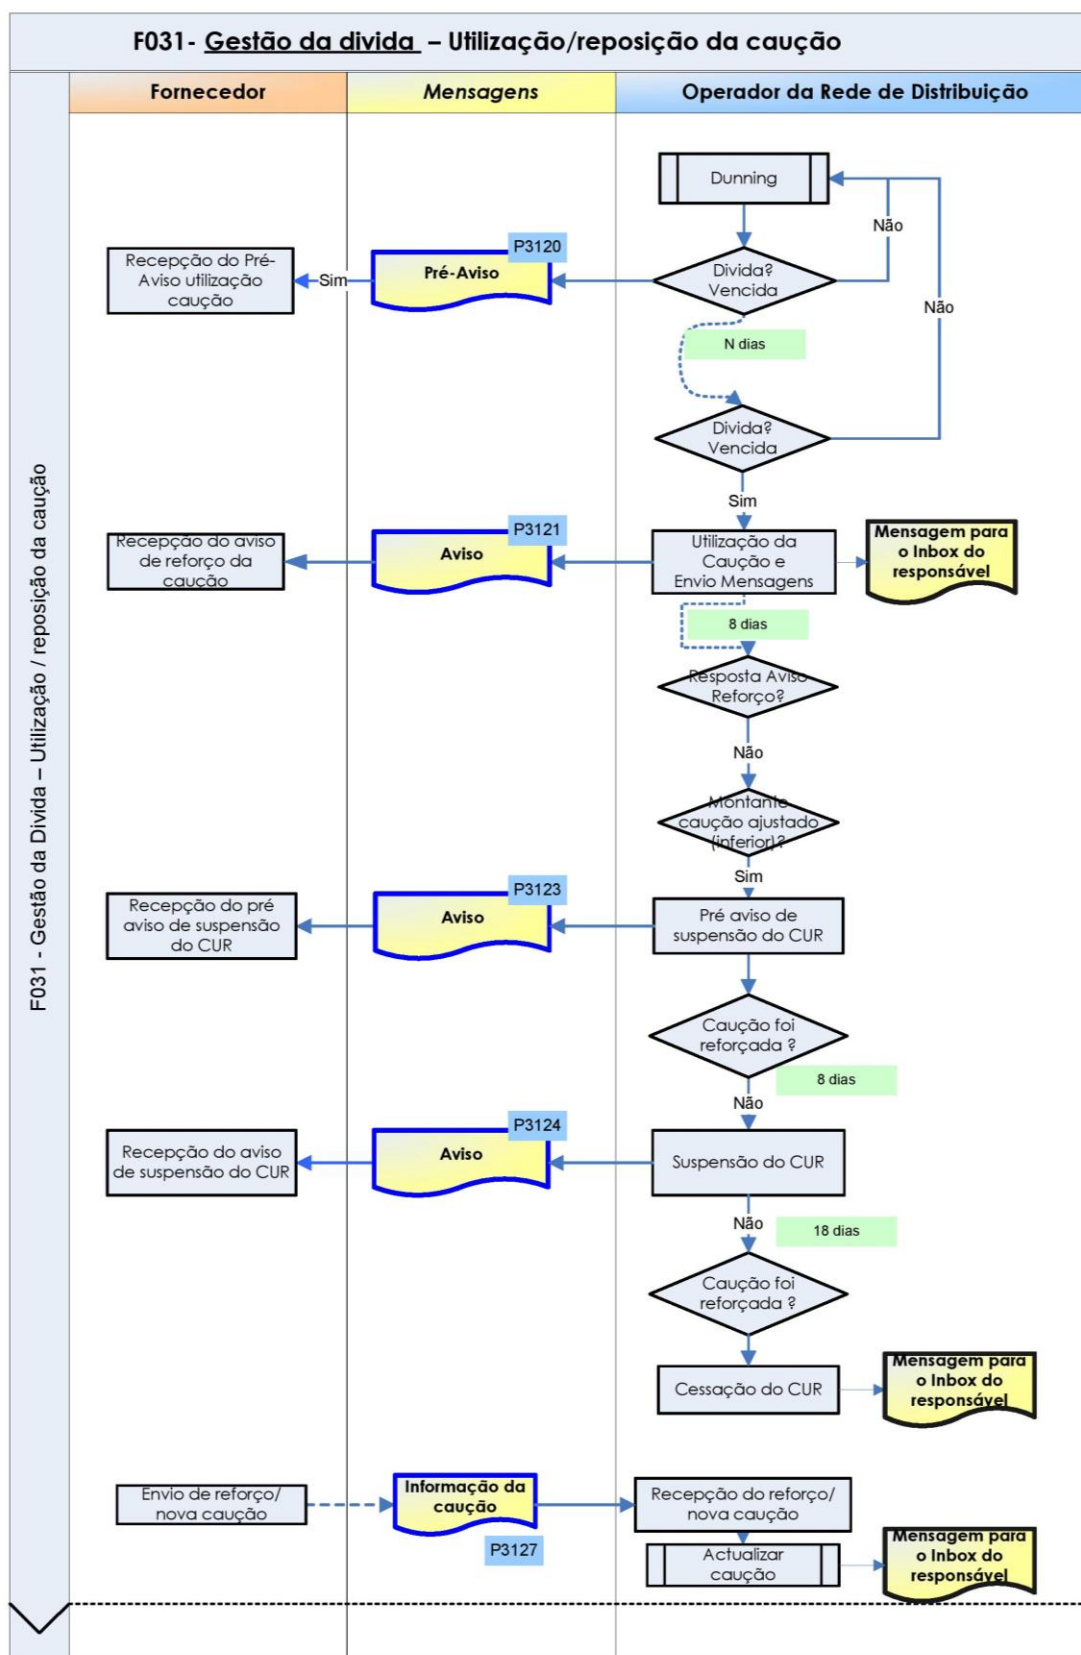 F031- Gestão da divida – Utilização/reposição da caução
Fornecedor
Mensagens
Operador da Rede de Distribuição
F031 - Gestão da Divida – Utilização / reposição da caução
Dunning
Não
Não
P3120
Recepção do Pré-
Aviso utilização
caução
Sim
Pré-Aviso
Divida?
Vencida
N dias
Divida?
Vencida
Sim
P3121
Recepção do aviso
de reforço da
caução
Aviso
Utilização da
Caução e
Envio Mensagens
Mensagem para
o Inbox do
responsável
8 dias
Resposta Aviso
Reforço?
Não
Montante
caução ajustado
(inferior)?
Sim
P3123
Recepção do pré
aviso de suspensão
do CUR
Aviso
Pré aviso de
suspensão do CUR
Caução foi
reforçada ?
8 dias
Não
P3124
Recepção do aviso
de suspensão do CUR
Aviso
Suspensão do CUR
Não
18 dias
Caução foi
reforçada ?
Cessação do CUR
Mensagem para
o Inbox do
responsável
Envio de reforço/
nova caução
Informação da
caução
P3127
Recepção do reforço/
nova caução
Actualizar
caução
Mensagem para
o Inbox do
responsável